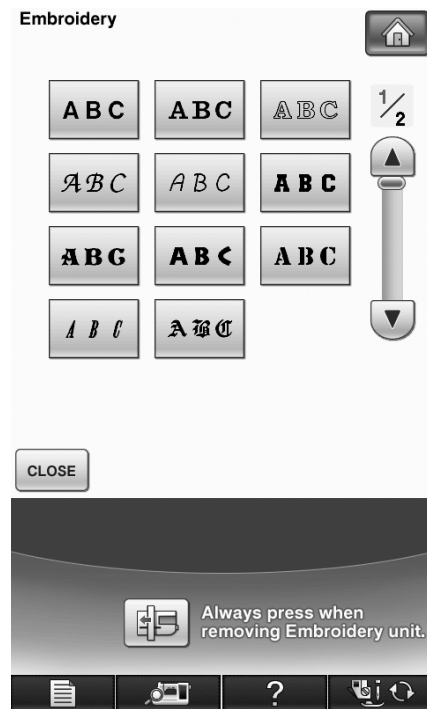 Embroidery
ABC ABC ABC
1/2
ABC ABC ABC
ABC ABC ABC
ABC ABC
CLOSE
Always press when
removing Embroidery unit.
?